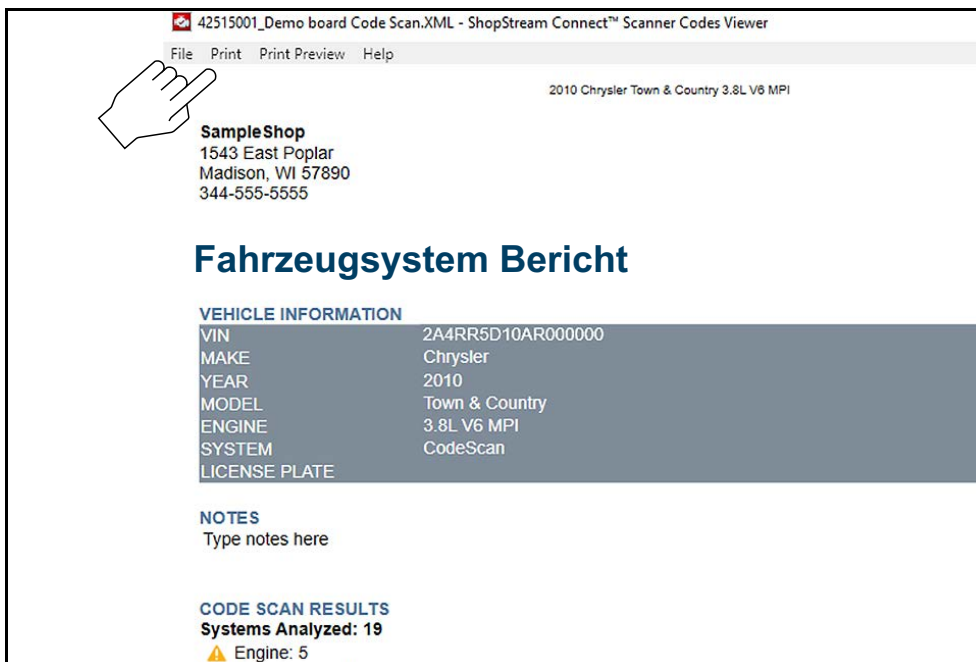 42515001_Demo board Code Scan.XML - ShopStream Connect™ Scanner Codes Viewer
File Print Print Preview Help
2010 Chrysler Town & Country 3.8L V6 MPI
SampleShop
1543 East Poplar
Madison, WI 57890
344-555-5555
Fahrzeugsystem Bericht
VEHICLE INFORMATION
VIN 2A4RR5D10AR000000
MAKE Chrysler
YEAR 2010
MODEL Town & Country
ENGINE 3.8L V6 MPI
SYSTEM CodeScan
LICENSE PLATE
NOTES
Type notes here
CODE SCAN RESULTS
Systems Analyzed: 19
Engine: 5